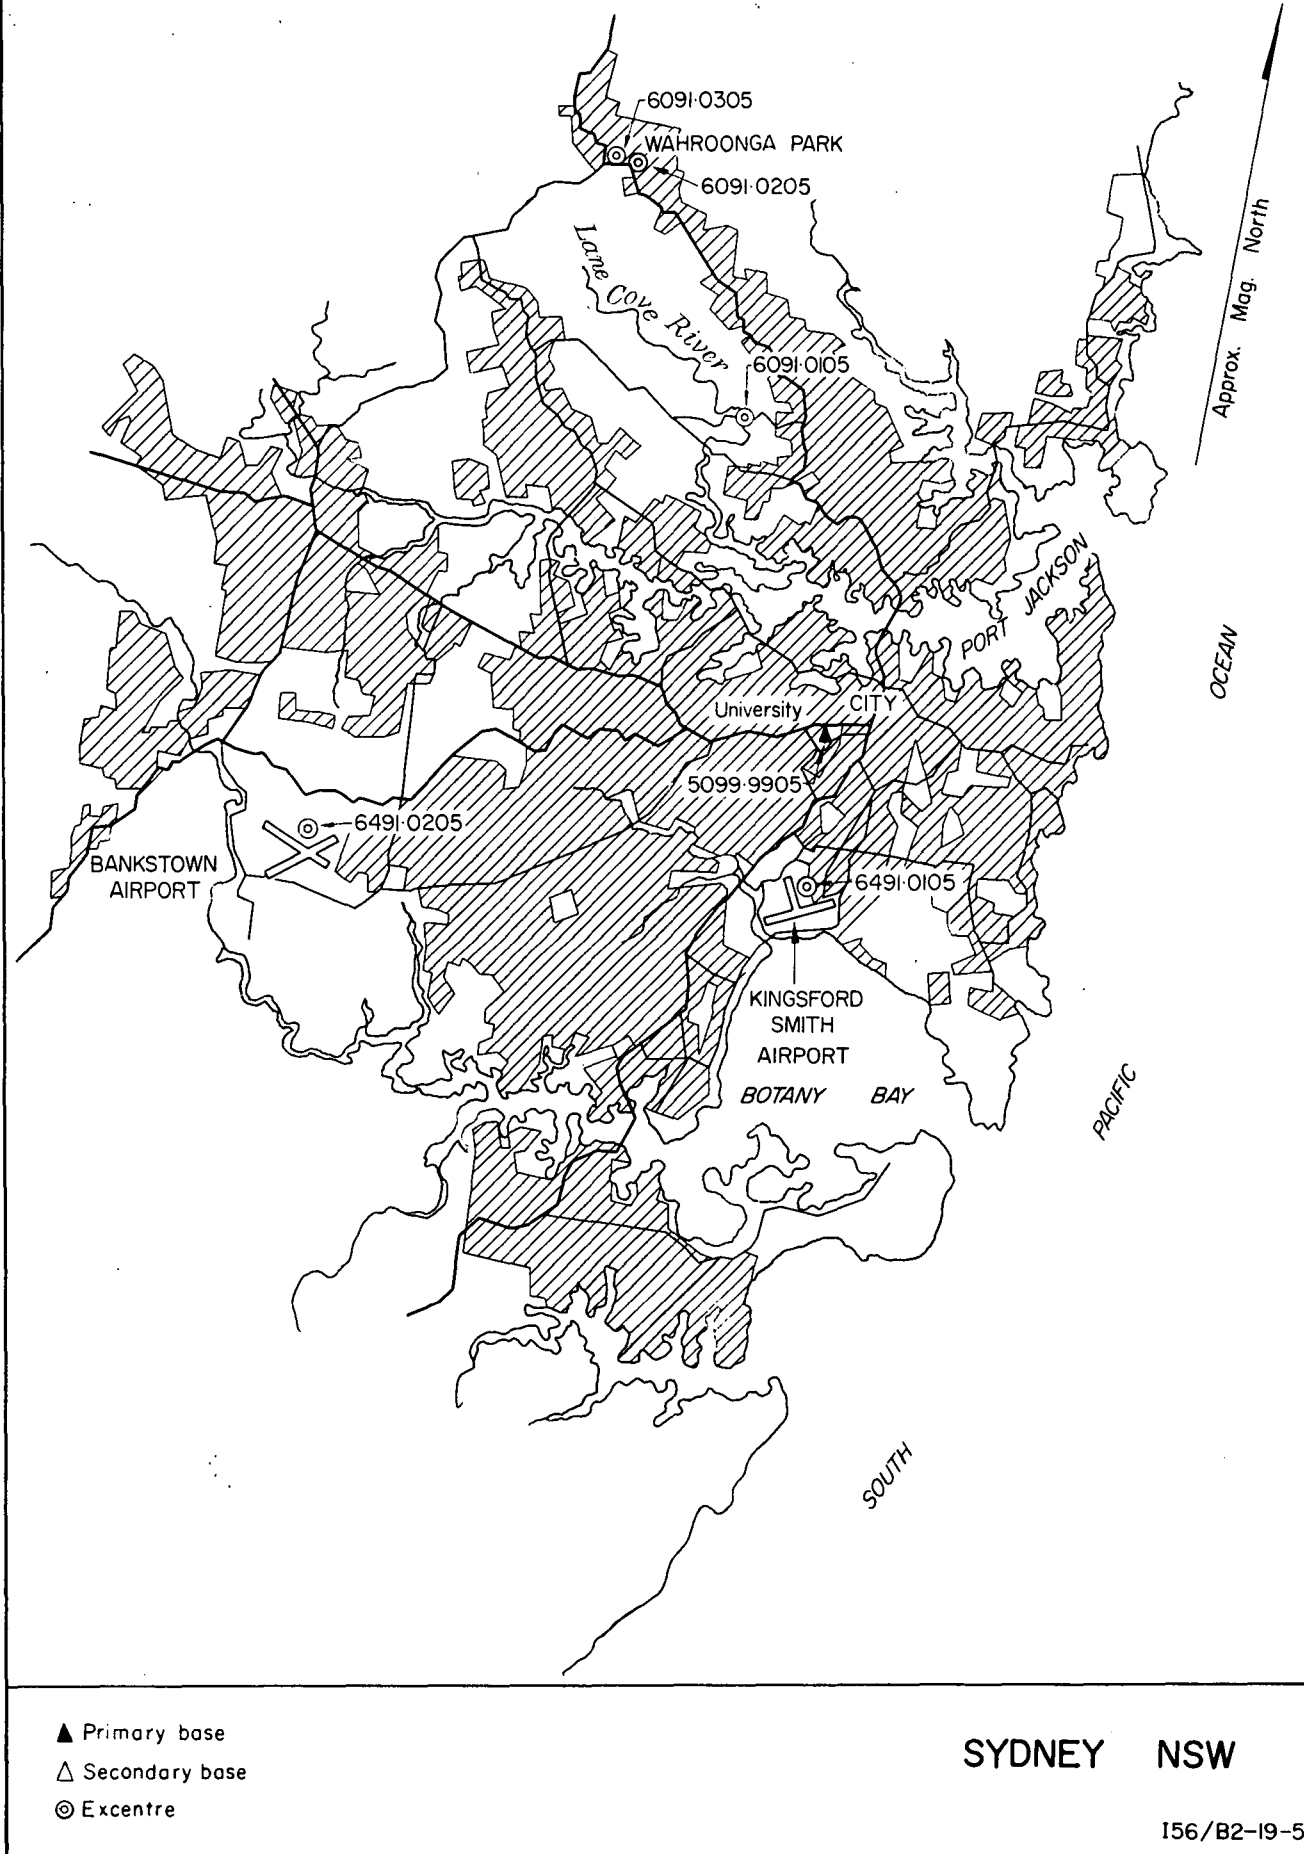 6091·0305
WAHROONGA PARK
6091·0205
Lane Cove River
Approx. Mag. North
6091·0105
PORT JACKSON
OCEAN
University
CITY
5099·9905
6491·0205
BANKSTOWN
AIRPORT
6491·0105
KINGSFORD
SMITH
AIRPORT
BOTANY BAY
PACIFIC
SOUTH
Primary base
Secondary base
Excentre
SYDNEY NSW
I56/B2-19-5